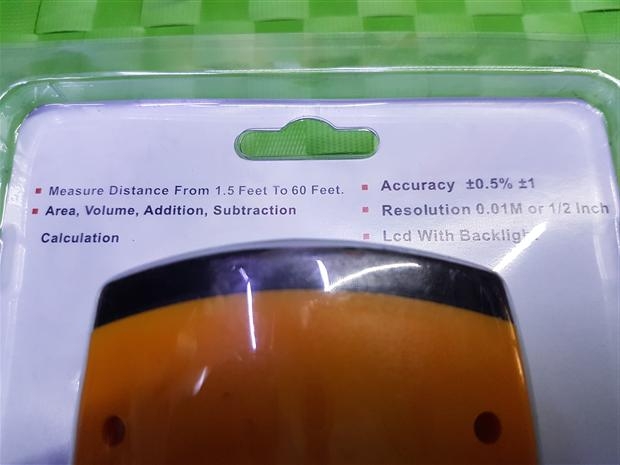 ▪ Measure Distance From 1.5 Feet To 60 Feet.
▪ Area, Volume, Addition, Subtraction
Calculation
▪ Accuracy ±0.5% ±1
▪ Resolution 0.01M or 1/2 Inch
▪ Lcd With Backlight